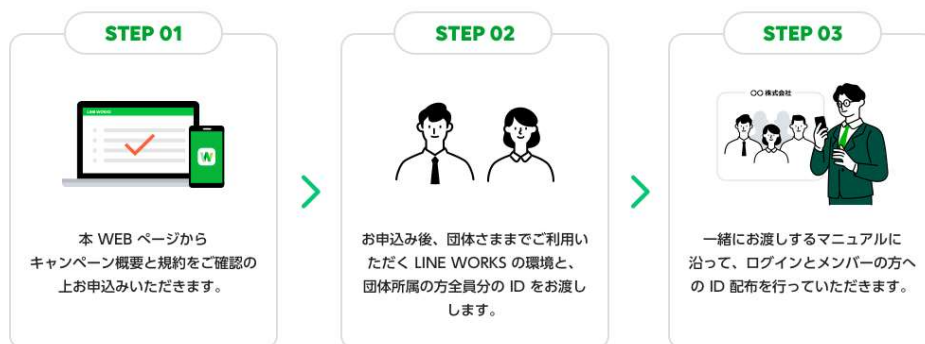 STEP 01
LINE WORKS
W
本 WEB ページから
キャンペーン概要と規約をご確認の
上お申込みいただきます。
STEP 02
お申込み後、団体さままでご利用い
ただく LINE WORKS の環境と、
団体所属の方全員分の ID をお渡し
します。
STEP 03
○○ 株式会社
一緒にお渡しするマニュアルに
沿って、ログインとメンバーの方へ
の ID 配布を行っていただきます。